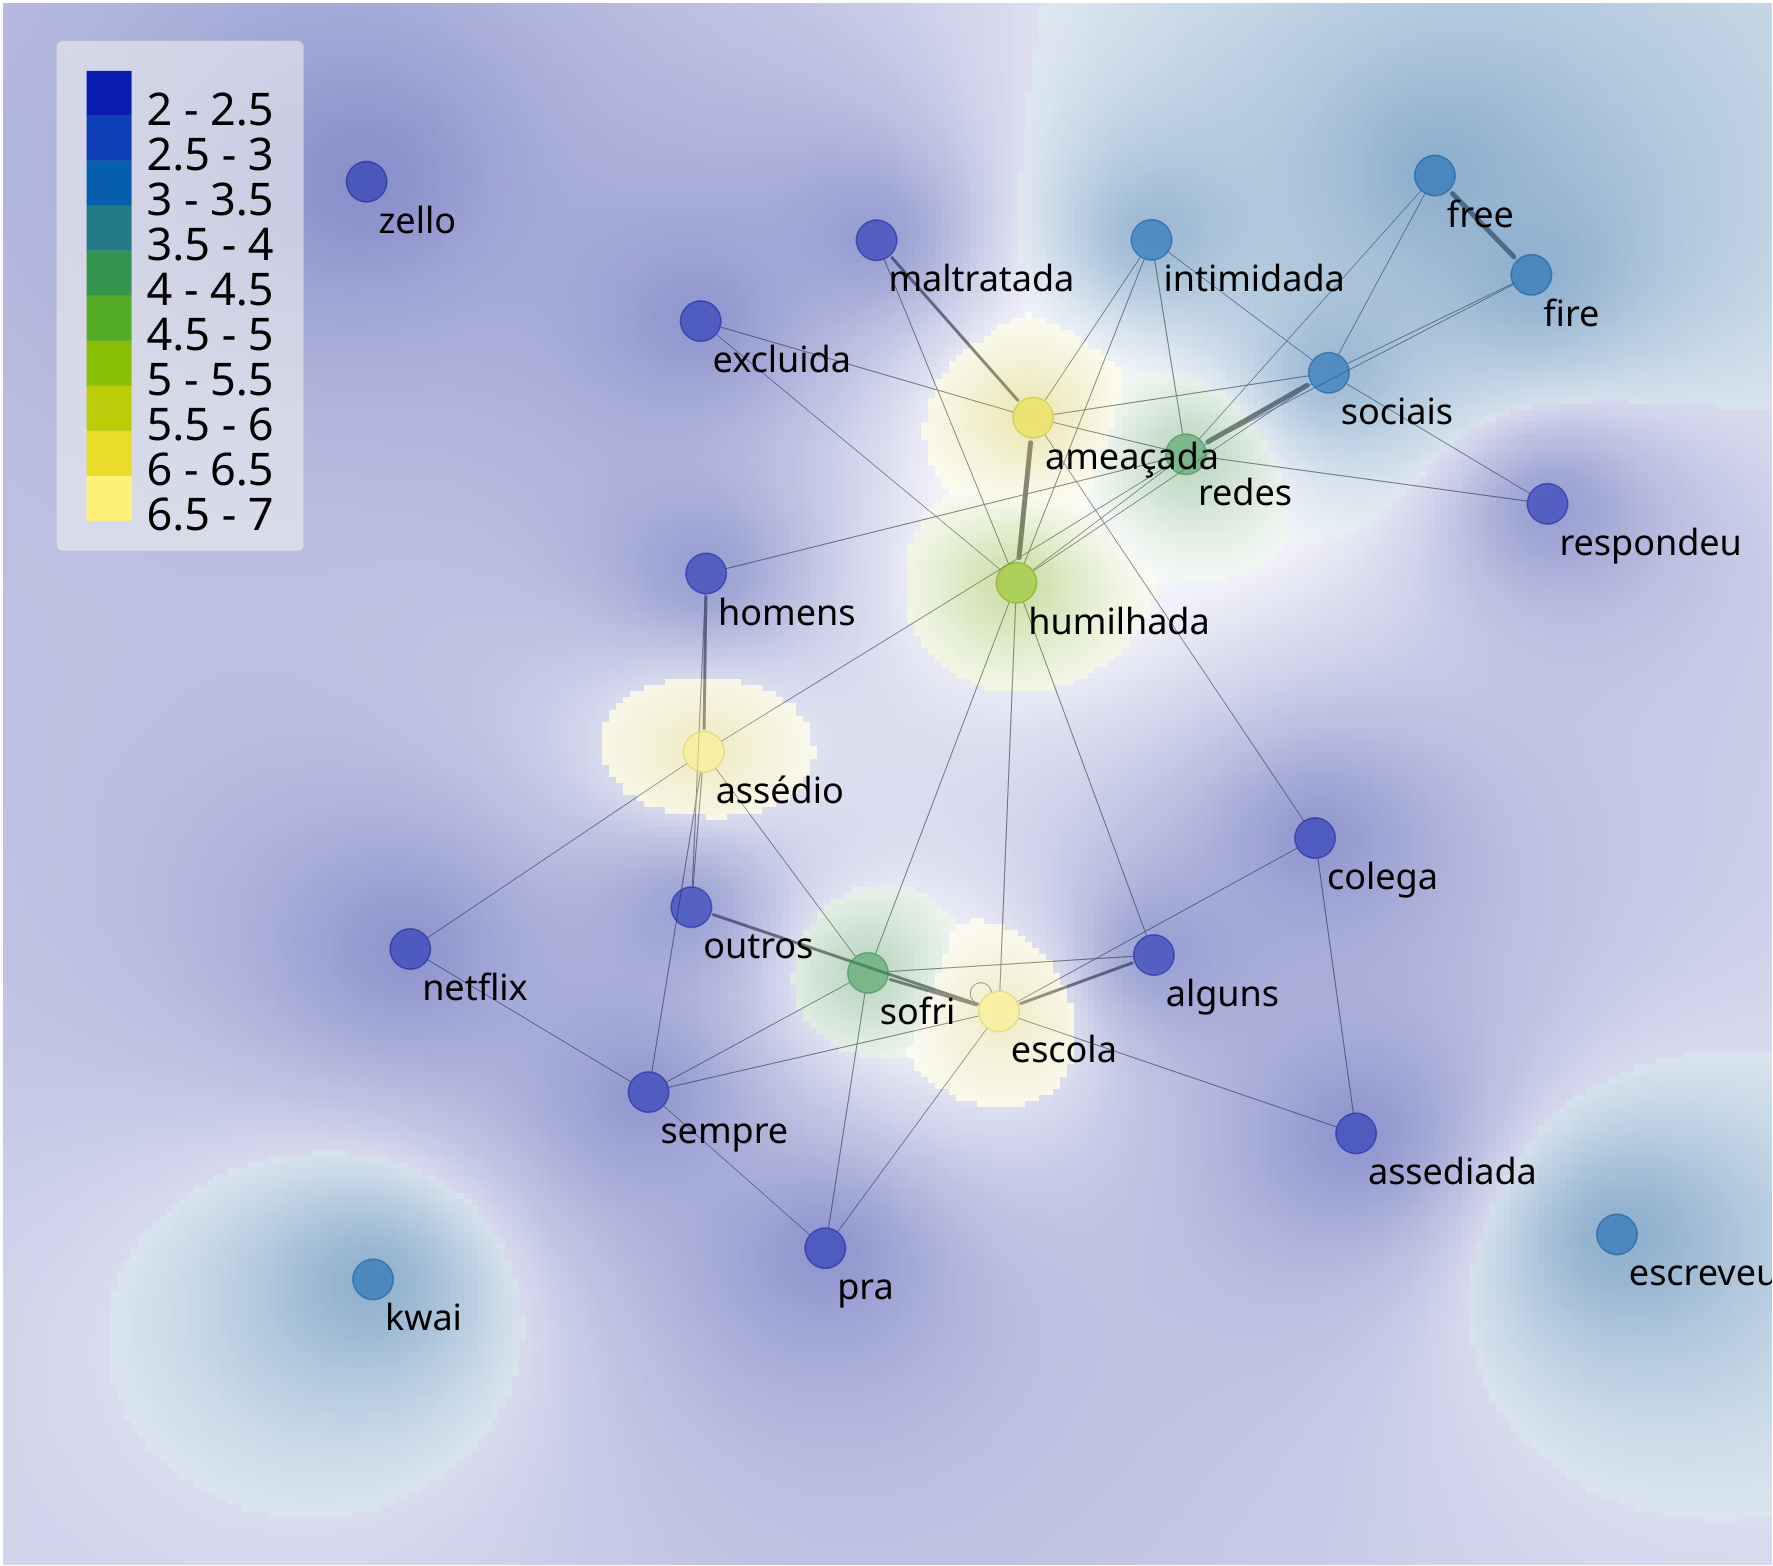 2 - 2.5
2.5 - 3
3 - 3.5
3.5 - 4
4 - 4.5
4.5 - 5
5 - 5.5
5.5 - 6
6 - 6.5
6.5 - 7
zello
free
maltratada
intimidada
fire
excluida
sociais
ameaçada
redes
respondeu
homens
humilhada
assédio
colega
outros
netflix
alguns
sofri
escola
sempre
assediada
pra
escreveu
kwai